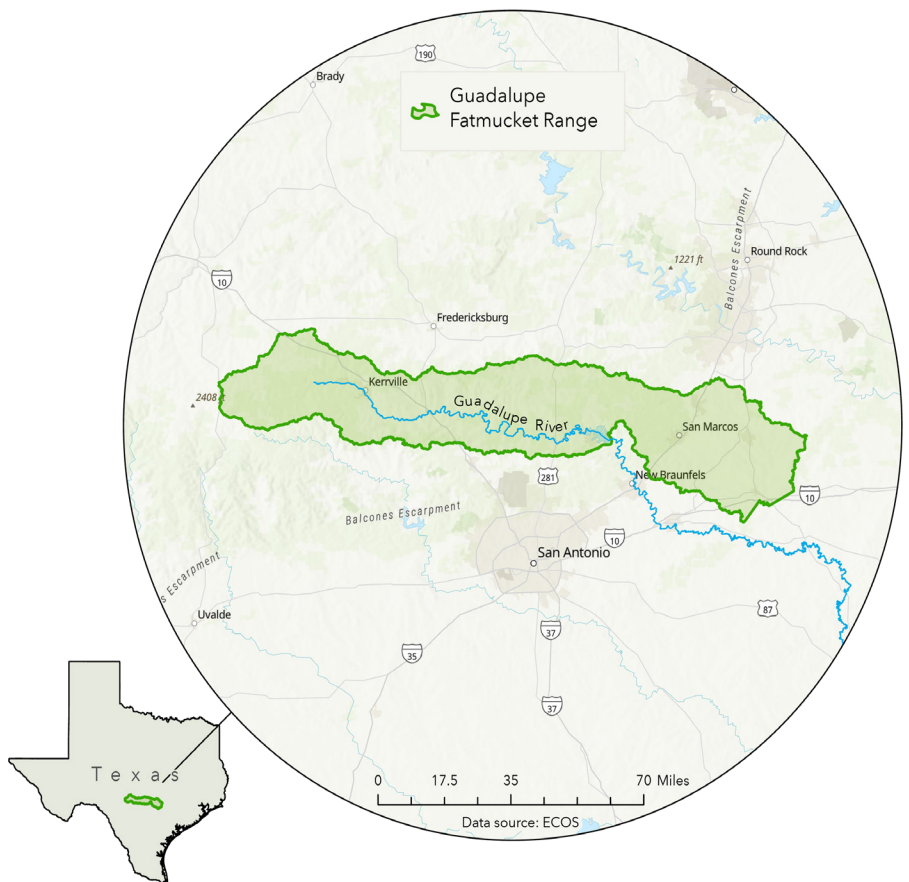 190
Brady
Guadalupe
Fatmucket Range
Balcones Escarpment
Round Rock
1221 ft
10
Fredericksburg
2408 ft
Kerrville
Guadalupe River
San Marcos
281
New Braunfels
10
Balcones Escarpment
10
San Antonio
s Escarpment
Uvalde
87
37
35
37
Texas
0 17.5 35 70 Miles
Data source: ECOS